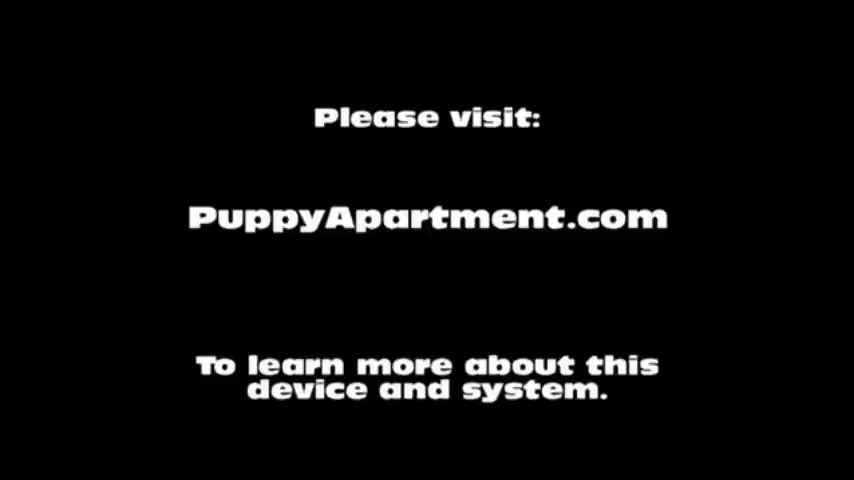 Please visit:
PuppyApartment.com
To learn more about this
device and system.